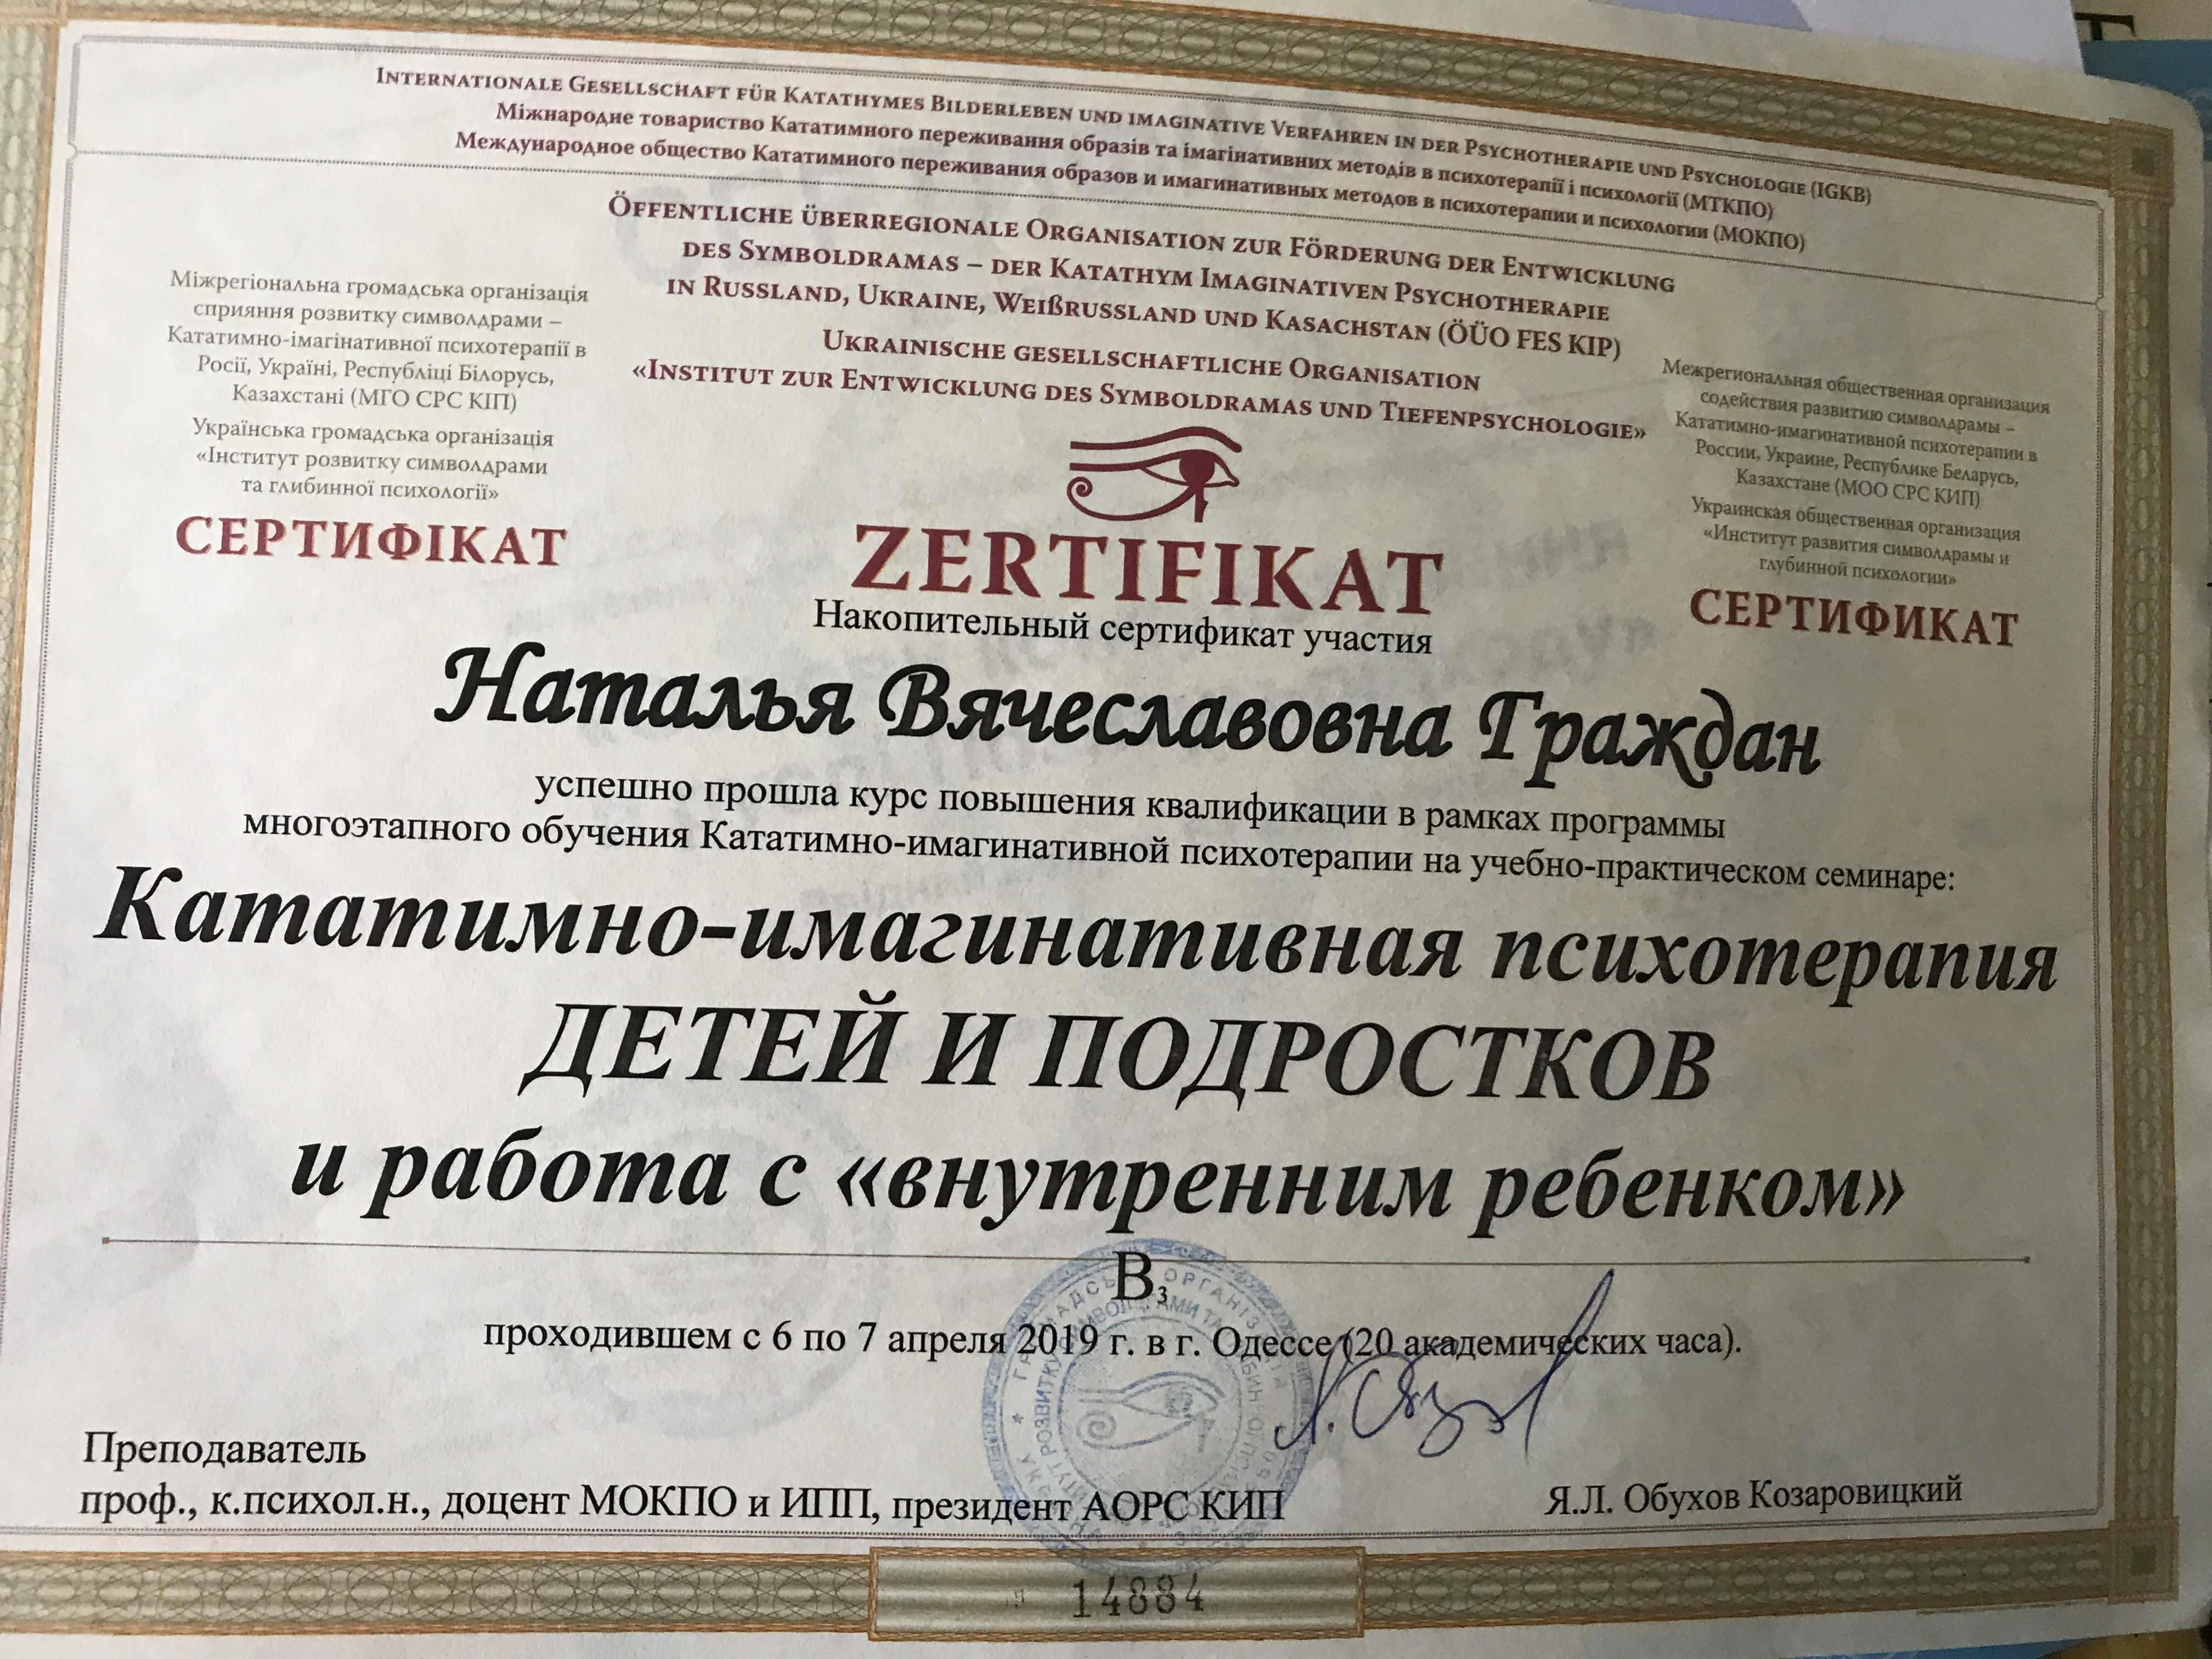 INTERNATIONALE GESELLSCHAFT FÜR KATATHYMES BILDERLEBEN UND IMAGINATIVE VERFAHREN IN DER PSYCHOTHERAPIE UND PSYCHOLOGIE (IGKB)
Міжнародне товариство Кататимного переживання образів та імагінативних методів в психотерапії і психології (МТКПО)
Международное общество Кататимного переживания образов и имагинативных методов в психотерапии и психологии (МОКПО)
ÖFFENTLICHE ÜBERREGIONALE ORGANISATION ZUR FÖRDERUNG DER ENTWICKLUNG
DES SYMBOLDRAMAS – DER KATATHYM IMAGINATIVEN PSYCHOTHERAPIE
IN RUSSLAND, UKRAINE, WEIßRUSSLAND UND KASACHSTAN (ÖÜO FES KIP)
UKRAINISCHE GESELLSCHAFTLICHE ORGANISATION
«INSTITUT ZUR ENTWICKLUNG DES SYMBOLDRAMAS UND TIEFENPSYCHOLOGIE»
Міжрегіональна громадська організація
сприяння розвитку символдрами –
Кататимно-імагінативної психотерапії в
Росії, Україні, Республіці Білорусь,
Казахстані (МГО СРС КІП)
Українська громадська організація
«Інститут розвитку символдрами
та глибинної психології»
СЕРТИФІКАТ
Межрегиональная общественная организация
содействия развитию символдрамы –
Кататимно-имагинативной психотерапии в
России, Украине, Республике Беларусь,
Казахстане (МОО СРС КИП)
Украинская общественная организация
«Институт развития символдрамы и
глубинной психологии»
СЕРТИФИКАТ
ZERTIFIKAT
Накопительный сертификат участия
Наталья Вячеславовна Граждан
успешно прошла курс повышения квалификации в рамках программы
многоэтапного обучения Кататимно-имагинативной психотерапии на учебно-практическом семинаре:
Кататимно-имагинативная психотерапия
ДЕТЕЙ И ПОДРОСТКОВ
и работа с «внутренним ребенком»
В3
проходившем с 6 по 7 апреля 2019 г. в г. Одессе (20 академических часа).
Преподаватель
проф., к.психол.н., доцент МОКПО и ИПП, президент АОРС КИП
Я.Л. Обухов Козаровицкий
14884